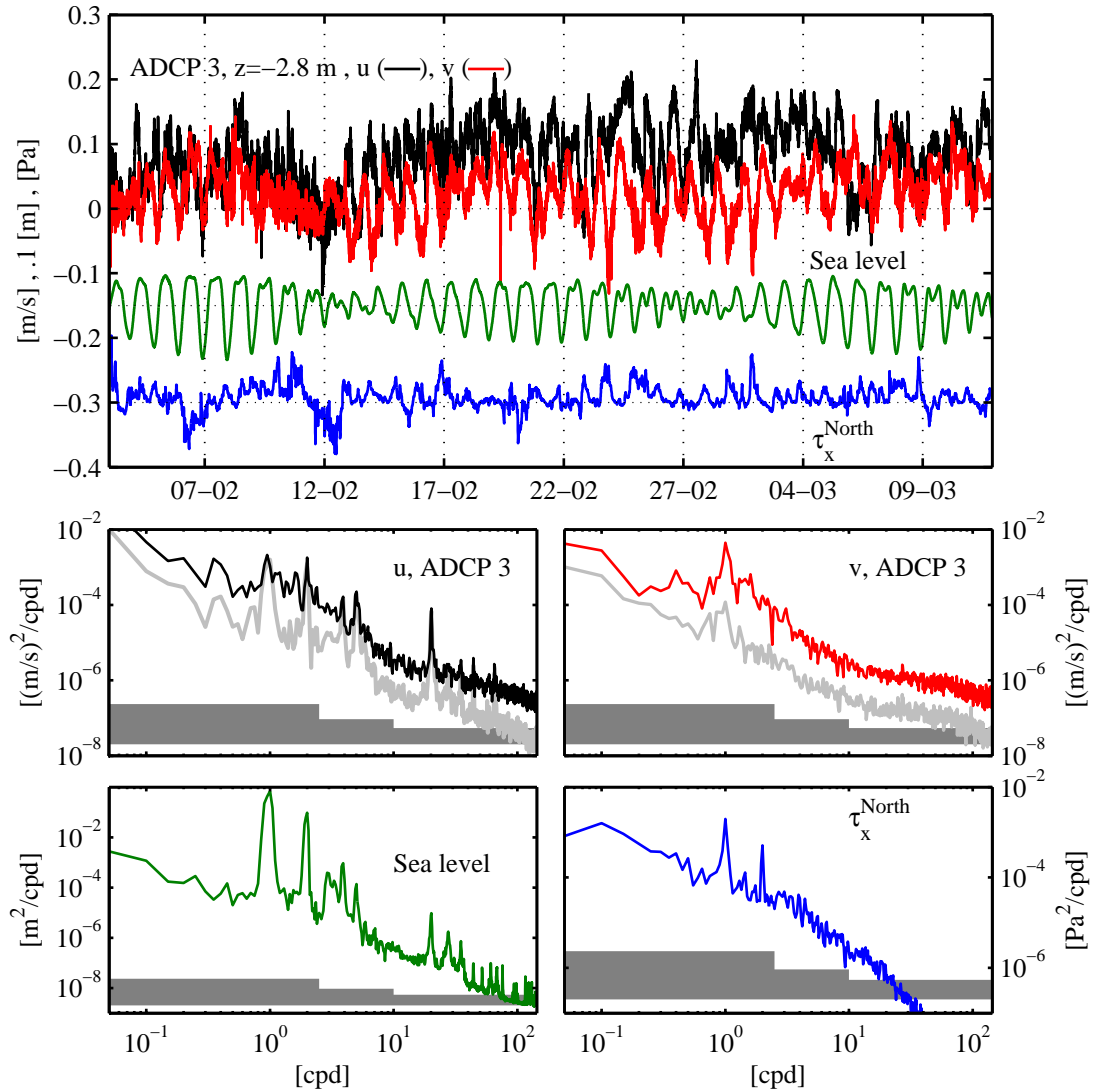 0.3
0.2
ADCP 3, z=−2.8 m , u (—), v (—)
0.1
0
−0.1
Sea level
−0.2
−0.3
τxNorth
−0.4
[m/s] , .1 [m] , [Pa]
07−02 12−02 17−02 22−02 27−02 04−03 09−03
10−2 10−2
u, ADCP 3 v, ADCP 3
10−4 10−4
10−6 10−6
10−8 10−8
[(m/s)2/cpd] [(m/s)2/cpd]
10−2
τxNorth
10−2
Sea level
10−4 10−4
10−6
10−6
10−8
[m2/cpd] [Pa2/cpd]
10−1 100 101 102 10−1 100 101 102
[cpd] [cpd]